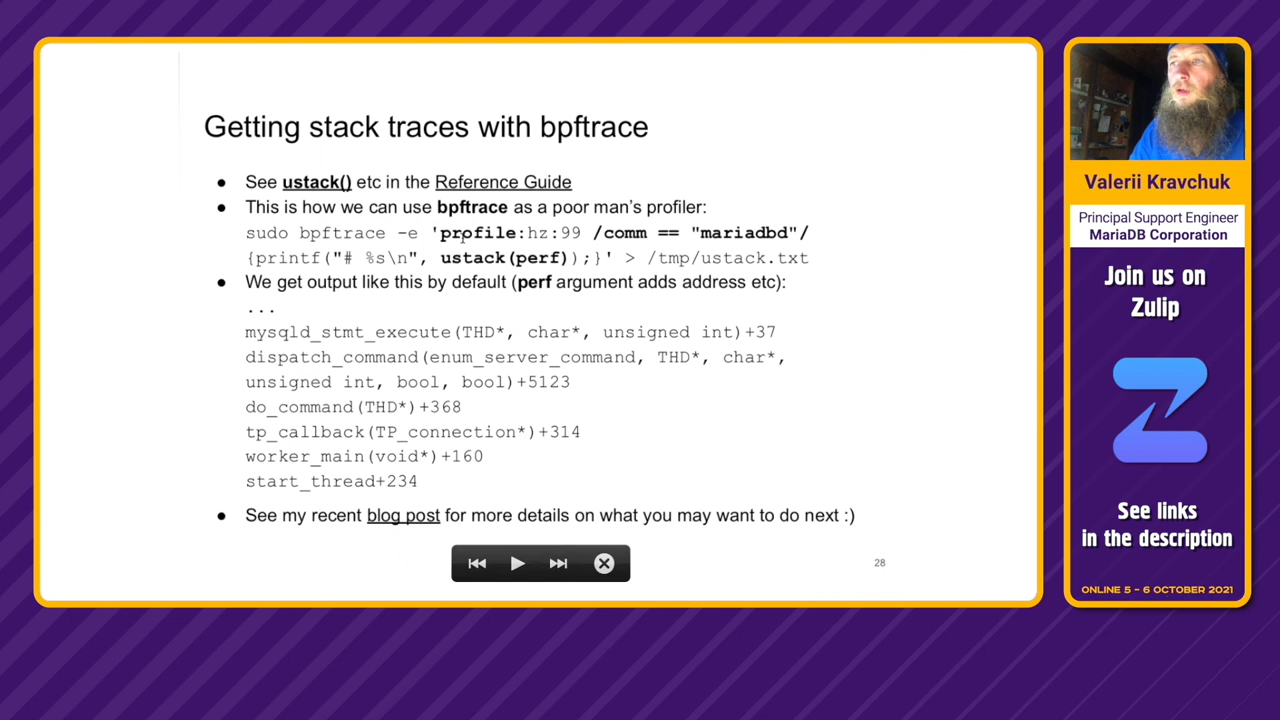 Getting stack traces with bpftrace
● See ustack() etc in the Reference Guide
● This is how we can use bpftrace as a poor man's profiler:
sudo bpftrace -e 'profile:hz:99 /comm == "mariadbd"/
{printf("# %s\n", ustack(perf));}' > /tmp/ustack.txt
● We get output like this by default (perf argument adds address etc):
...
mysqld_stmt_execute(THD*, char*, unsigned int)+37
dispatch_command(enum_server_command, THD*, char*,
unsigned int, bool, bool)+5123
do_command(THD*)+368
tp_callback(TP_connection*)+314
worker_main(void*)+160
start_thread+234
● See my recent blog post for more details on what you may want to do next :)
28
Valerii Kravchuk
Principal Support Engineer
MariaDB Corporation
Join us on
Zulip
See links
in the description
ONLINE 5 - 6 OCTOBER 2021